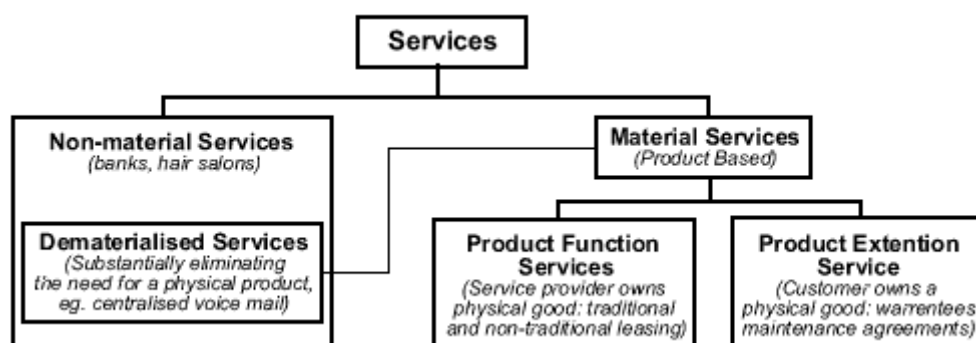 Services
Non-material Services
(banks, hair salons)
Material Services
(Product Based)
Dematerialised Services
(Substantially eliminating
the need for a physical product,
eg. centralised voice mail)
Product Function
Services
(Service provider owns
physical good: traditional
and non-traditional leasing)
Product Extention
Service
(Customer owns a
physical good: warrentees
maintenance agreements)